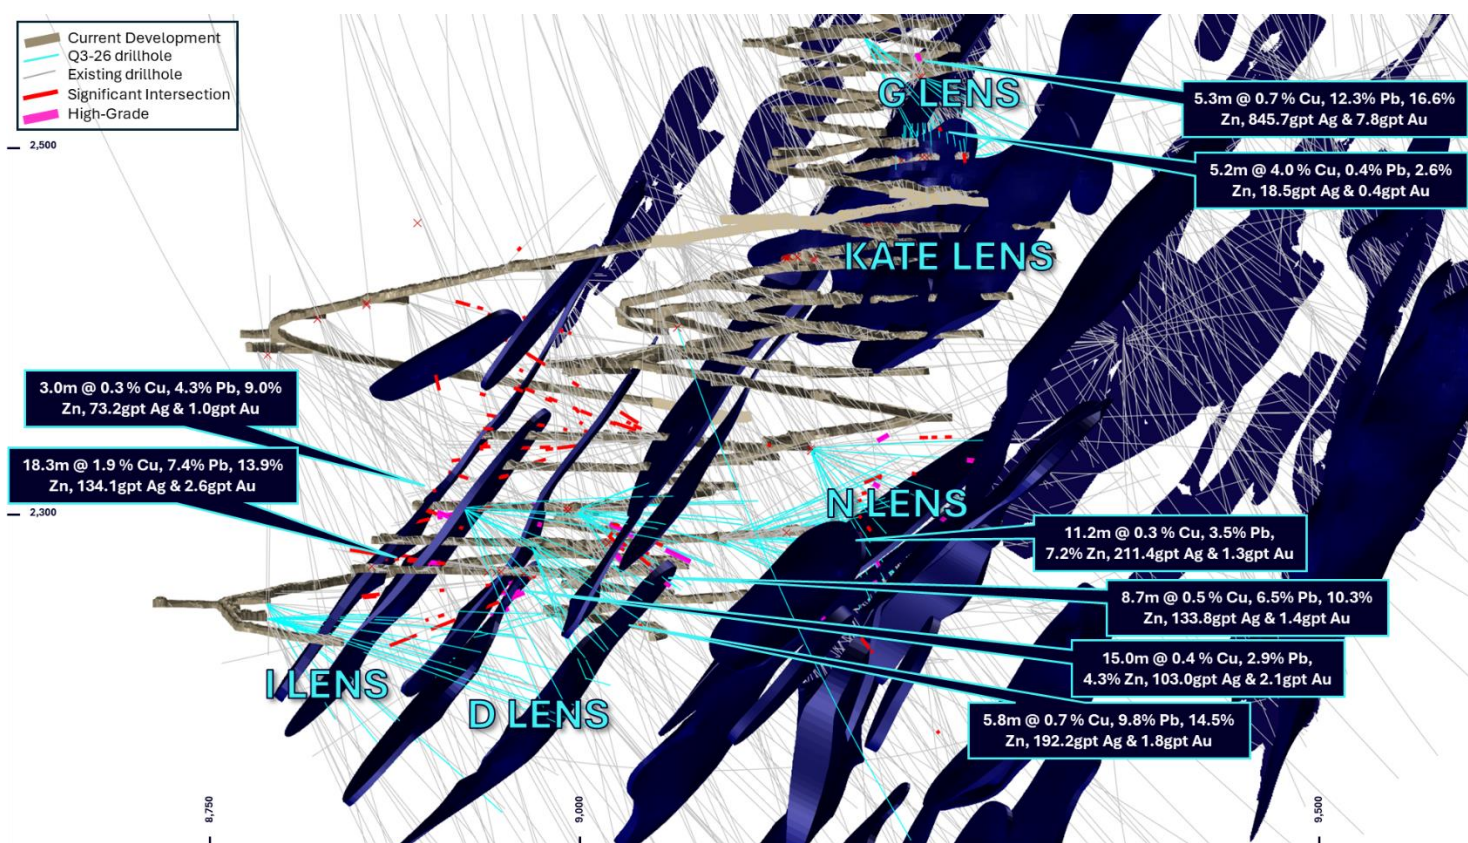 Current Development
Q3-26 drillhole
Existing drillhole
Significant Intersection
High-Grade
G LENS
5.3m @ 0.7 % Cu, 12.3% Pb, 16.6%
Zn, 845.7gpt Ag & 7.8gpt Au
2,500
5.2m @ 4.0 % Cu, 0.4% Pb, 2.6%
Zn, 18.5gpt Ag & 0.4gpt Au
KATE LENS
3.0m @ 0.3 % Cu, 4.3% Pb, 9.0%
Zn, 73.2gpt Ag & 1.0gpt Au
18.3m @ 1.9 % Cu, 7.4% Pb, 13.9%
Zn, 134.1gpt Ag & 2.6gpt Au
2,300
N LENS
11.2m @ 0.3 % Cu, 3.5% Pb,
7.2% Zn, 211.4gpt Ag & 1.3gpt Au
8.7m @ 0.5 % Cu, 6.5% Pb, 10.3%
Zn, 133.8gpt Ag & 1.4gpt Au
15.0m @ 0.4 % Cu, 2.9% Pb,
4.3% Zn, 103.0gpt Ag & 2.1gpt Au
I LENS
D LENS
5.8m @ 0.7 % Cu, 9.8% Pb, 14.5%
Zn, 192.2gpt Ag & 1.8gpt Au
8,750
9,000
9,500